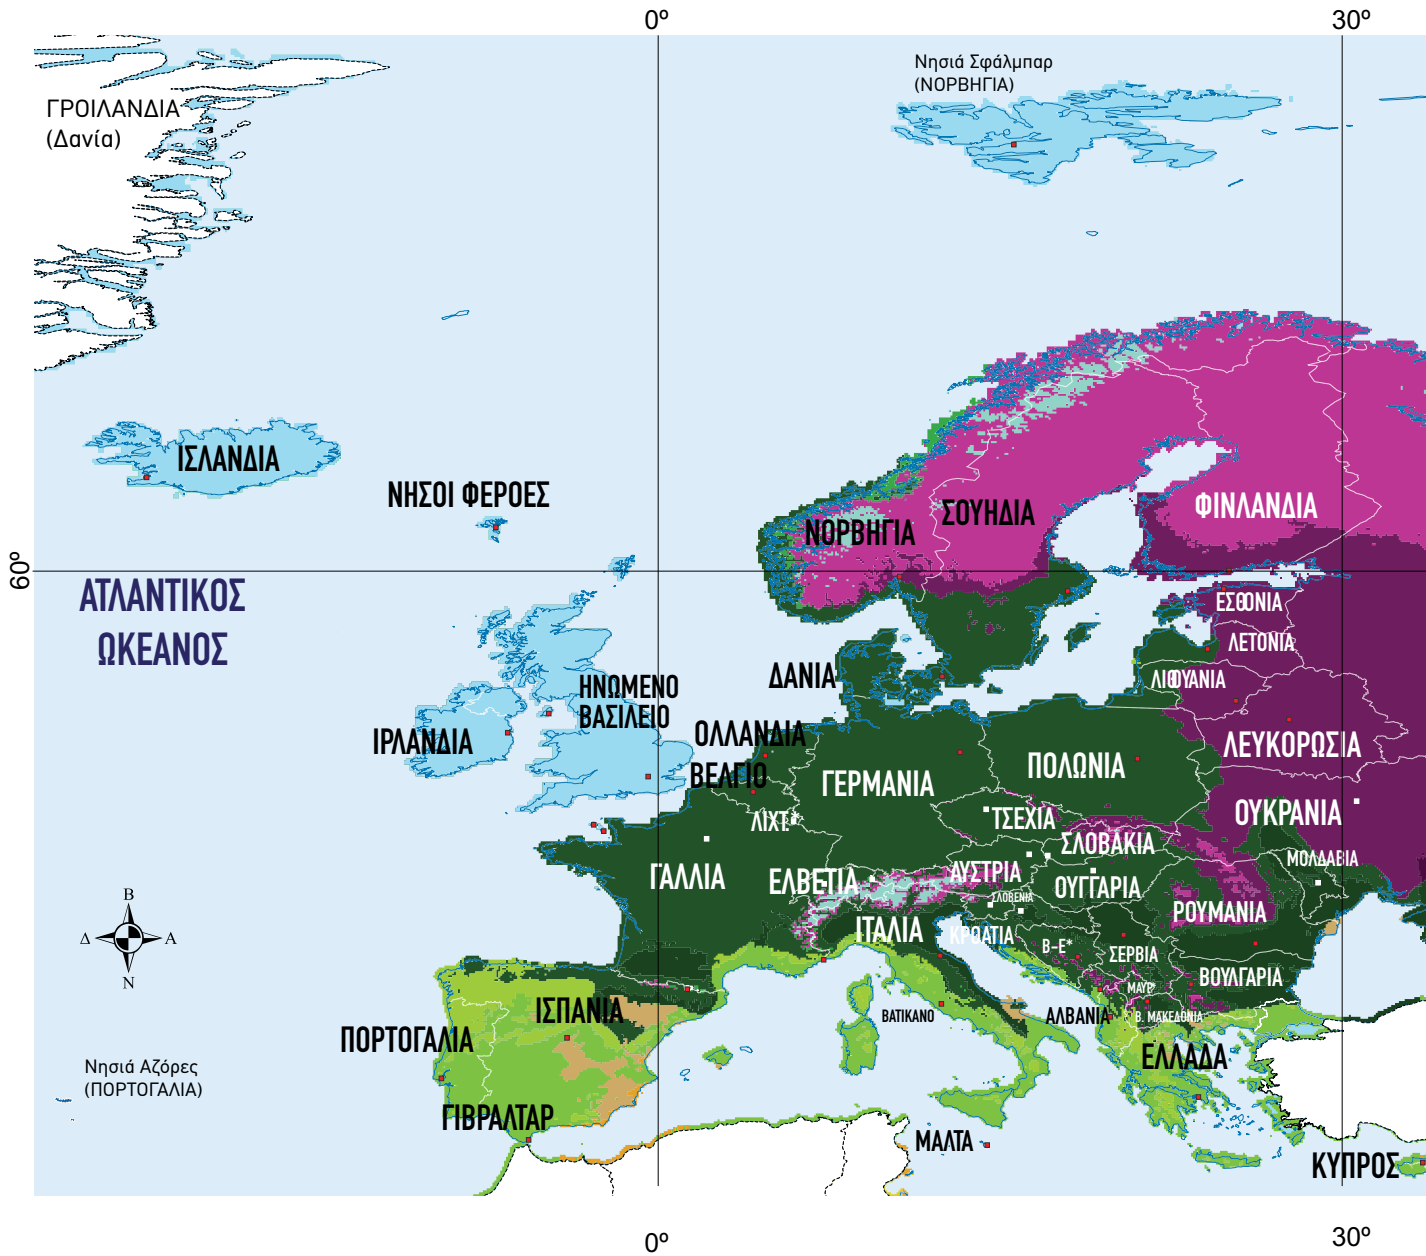 0º
30º
Νησιά Σφάλμπαρ
(ΝΟΡΒΗΓΙΑ)
ΓΡΟΙΛΑΝΔΙΑ
(Δανία)
ΙΣΛΑΝΔΙΑ
ΝΗΣΟΙ ΦΕΡΟΕΣ
ΝΟΡΒΗΓΙΑ
ΣΟΥΗΔΙΑ
ΦΙΝΛΑΝΔΙΑ
60º
ΑΤΛΑΝΤΙΚΟΣ
ΩΚΕΑΝΟΣ
ΕΣΘΟΝΙΑ
ΛΕΤΟΝΙΑ
ΛΙΘΟΥΑΝΙΑ
ΔΑΝΙΑ
ΗΝΩΜΕΝΟ
ΒΑΣΙΛΕΙΟ
ΙΡΛΑΝΔΙΑ
ΟΛΛΑΝΔΙΑ
ΒΕΛΓΙΟ
ΓΕΡΜΑΝΙΑ
ΠΟΛΩΝΙΑ
ΛΕΥΚΟΡΩΣΙΑ
ΟΥΚΡΑΝΙΑ
ΛΙΧΤ.*
ΤΣΕΧΙΑ
ΣΛΟΒΑΚΙΑ
ΜΟΛΔΑΒΙΑ
ΓΑΛΛΙΑ
ΕΛΒΕΤΙΑ
ΑΥΣΤΡΙΑ
ΟΥΓΓΑΡΙΑ
ΣΛΟΒΕΝΙΑ
ΡΟΥΜΑΝΙΑ
ΙΤΑΛΙΑ
ΚΡΟΑΤΙΑ
Β-Ε*
ΣΕΡΒΙΑ
ΒΟΥΛΓΑΡΙΑ
ΜΑΥΡ*
Β. ΜΑΚΕΔΟΝΙΑ
ΑΛΒΑΝΙΑ
ΒΑΤΙΚΑΝΟ
ΙΣΠΑΝΙΑ
ΠΟΡΤΟΓΑΛΙΑ
ΕΛΛΑΔΑ
Β
Δ
Α
Ν
Νησιά Αζόρες
(ΠΟΡΤΟΓΑΛΙΑ)
ΓΙΒΡΑΛΤΑΡ
ΜΑΛΤΑ
ΚΥΠΡΟΣ
0º
30º